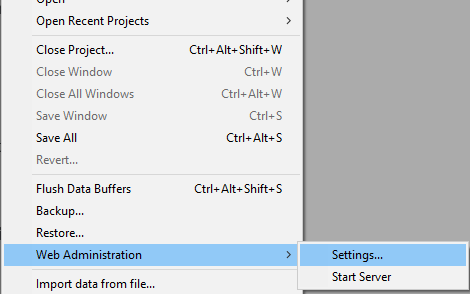 Open
Open Recent Projects
Close Project... Ctrl+Alt+Shift+W
Close Window Ctrl+W
Close All Windows Ctrl+Alt+W
Save Window Ctrl+S
Save All Ctrl+Alt+S
Revert...
Flush Data Buffers Ctrl+Alt+Shift+S
Backup...
Restore...
Web Administration Settings...
Start Server
Import data from file...